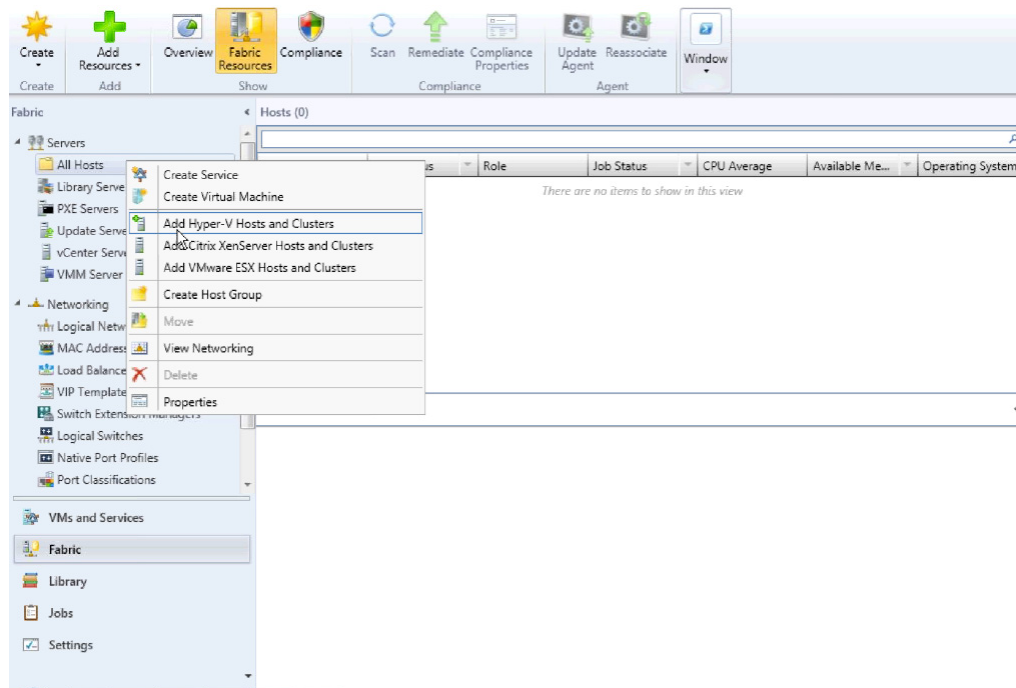 Create
Add
Resources
Overview
Fabric
Resources
Compliance
Scan
Remediate
Compliance
Properties
Update
Agent
Reassociate
Window
Create
Add
Show
Compliance
Agent
Fabric
Hosts (0)
Servers
All Hosts
Library Serve
PXE Servers
Update Serve
vCenter Serve
VMM Server
Networking
Logical Netw
MAC Address
Load Balance
VIP Template
Switch Extension Managers
Logical Switches
Native Port Profiles
Port Classifications
Create Service
Create Virtual Machine
Add Hyper-V Hosts and Clusters
Add Citrix XenServer Hosts and Clusters
Add VMware ESX Hosts and Clusters
Create Host Group
Move
View Networking
Delete
Properties
us
Role
Job Status
CPU Average
Available Me...
Operating System
There are no items to show in this view
VMs and Services
Fabric
Library
Jobs
Settings